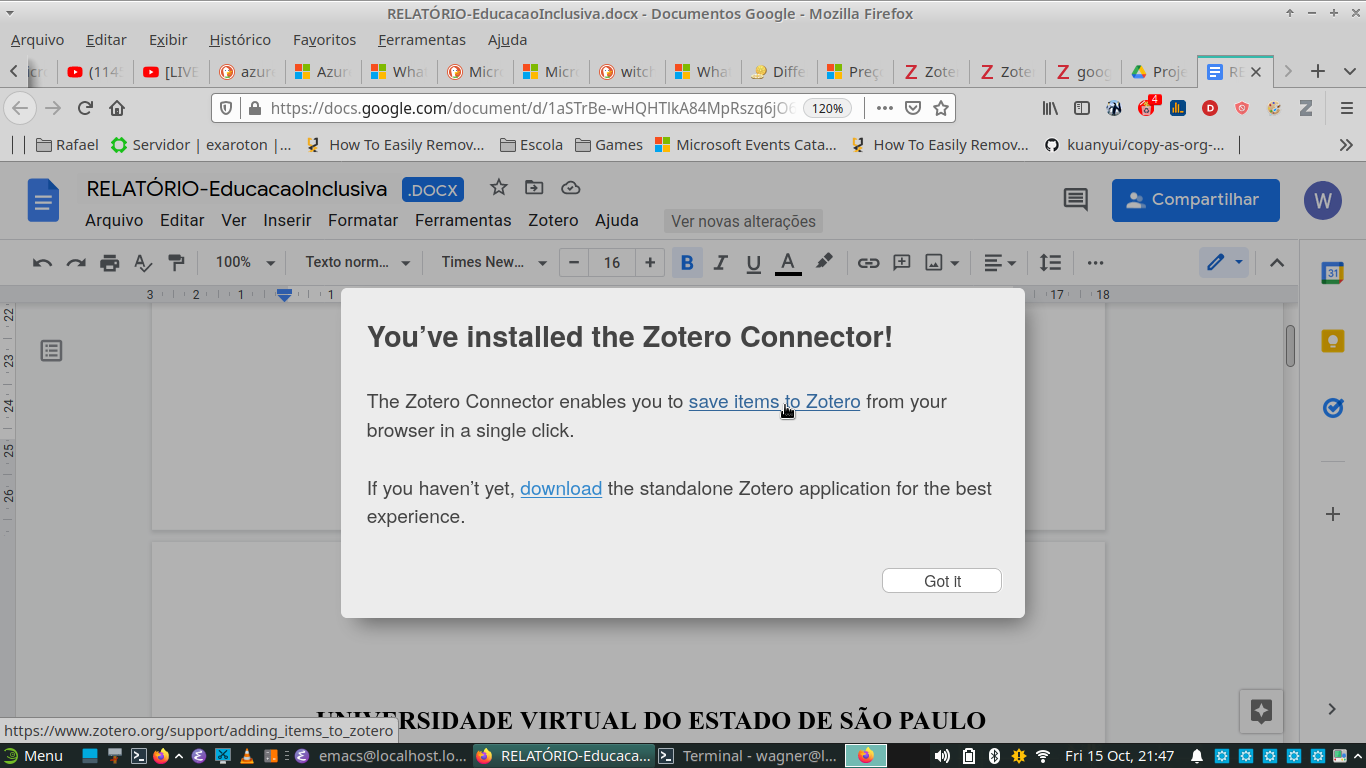 RELATÓRIO-EducacaoInclusiva.docx - Documentos Google - Mozilla Firefox
Arquivo Editar Exibir Histórico Favoritos Ferramentas Ajuda
(114 [LIVE azur Azur What Micr Micr witch What Diffe Preç Zote Zote goog Proje RE
https://docs.google.com/document/d/1aSTrBe-wHQHTlkA84MpRszq6jO6 120%
4
D
Z
Rafael Servidor | exaroton |... How To Easily Remov... Escola Games Microsoft Events Cata... How To Easily Remov... kuanyui/copy-as-org-...
RELATÓRIO-EducacaoInclusiva .DOCX
Compartilhar W
Arquivo Editar Ver Inserir Formatar Ferramentas Zotero Ajuda Ver novas alterações
100% Texto norm... Times New... 16 B I U A
31
3 2 1 1 17 18
22
23
24
25
26
You’ve installed the Zotero Connector!
The Zotero Connector enables you to save items to Zotero from your
browser in a single click.
If you haven’t yet, download the standalone Zotero application for the best
experience.
Got it
UNIVERSIDADE VIRTUAL DO ESTADO DE SÃO PAULO
https://www.zotero.org/support/adding_items_to_zotero
Menu emacs@localhost.lo... RELATÓRIO-Educaca... Terminal - wagner@l... Fri 15 Oct, 21:47